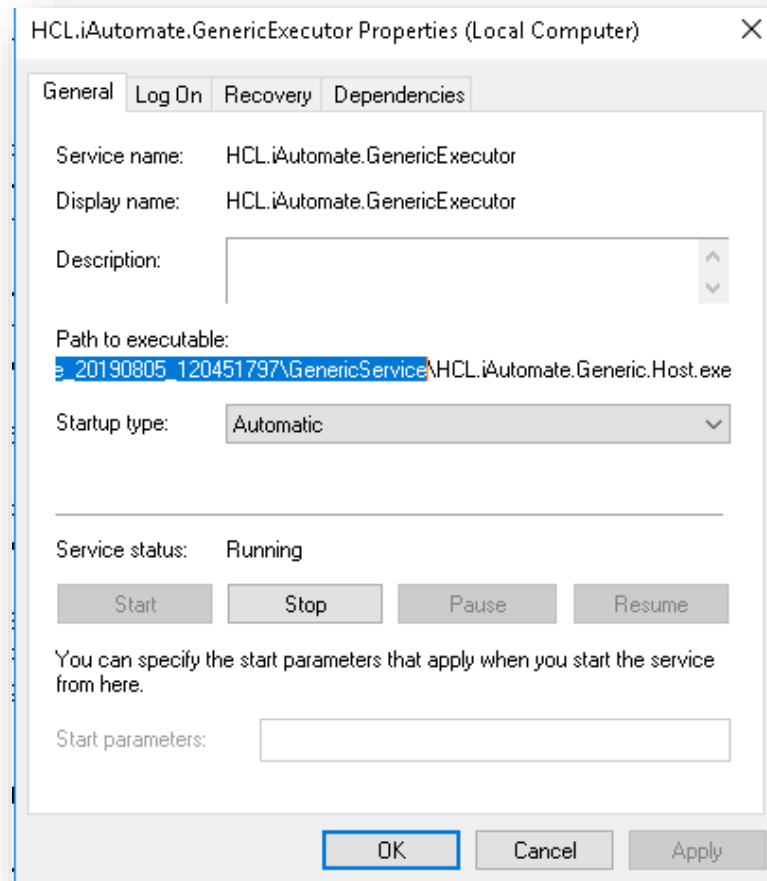 HCL.iAutomate.GenericExecutor Properties (Local Computer)
General Log On Recovery Dependencies
Service name: HCL.iAutomate.GenericExecutor
Display name: HCL.iAutomate.GenericExecutor
Description:
Path to executable:
e_20190805_120451797\GenericService\HCL.iAutomate.Generic.Host.exe
Startup type: Automatic
Service status: Running
Start Stop Pause Resume
You can specify the start parameters that apply when you start the service
from here.
Start parameters:
OK Cancel Apply